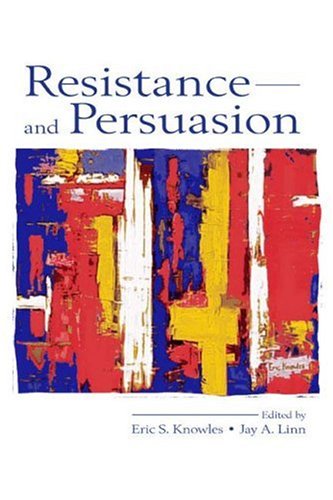 Resistance
and Persuasion
Eric Knowles
Edited by
Eric S. Knowles • Jay A. Linn